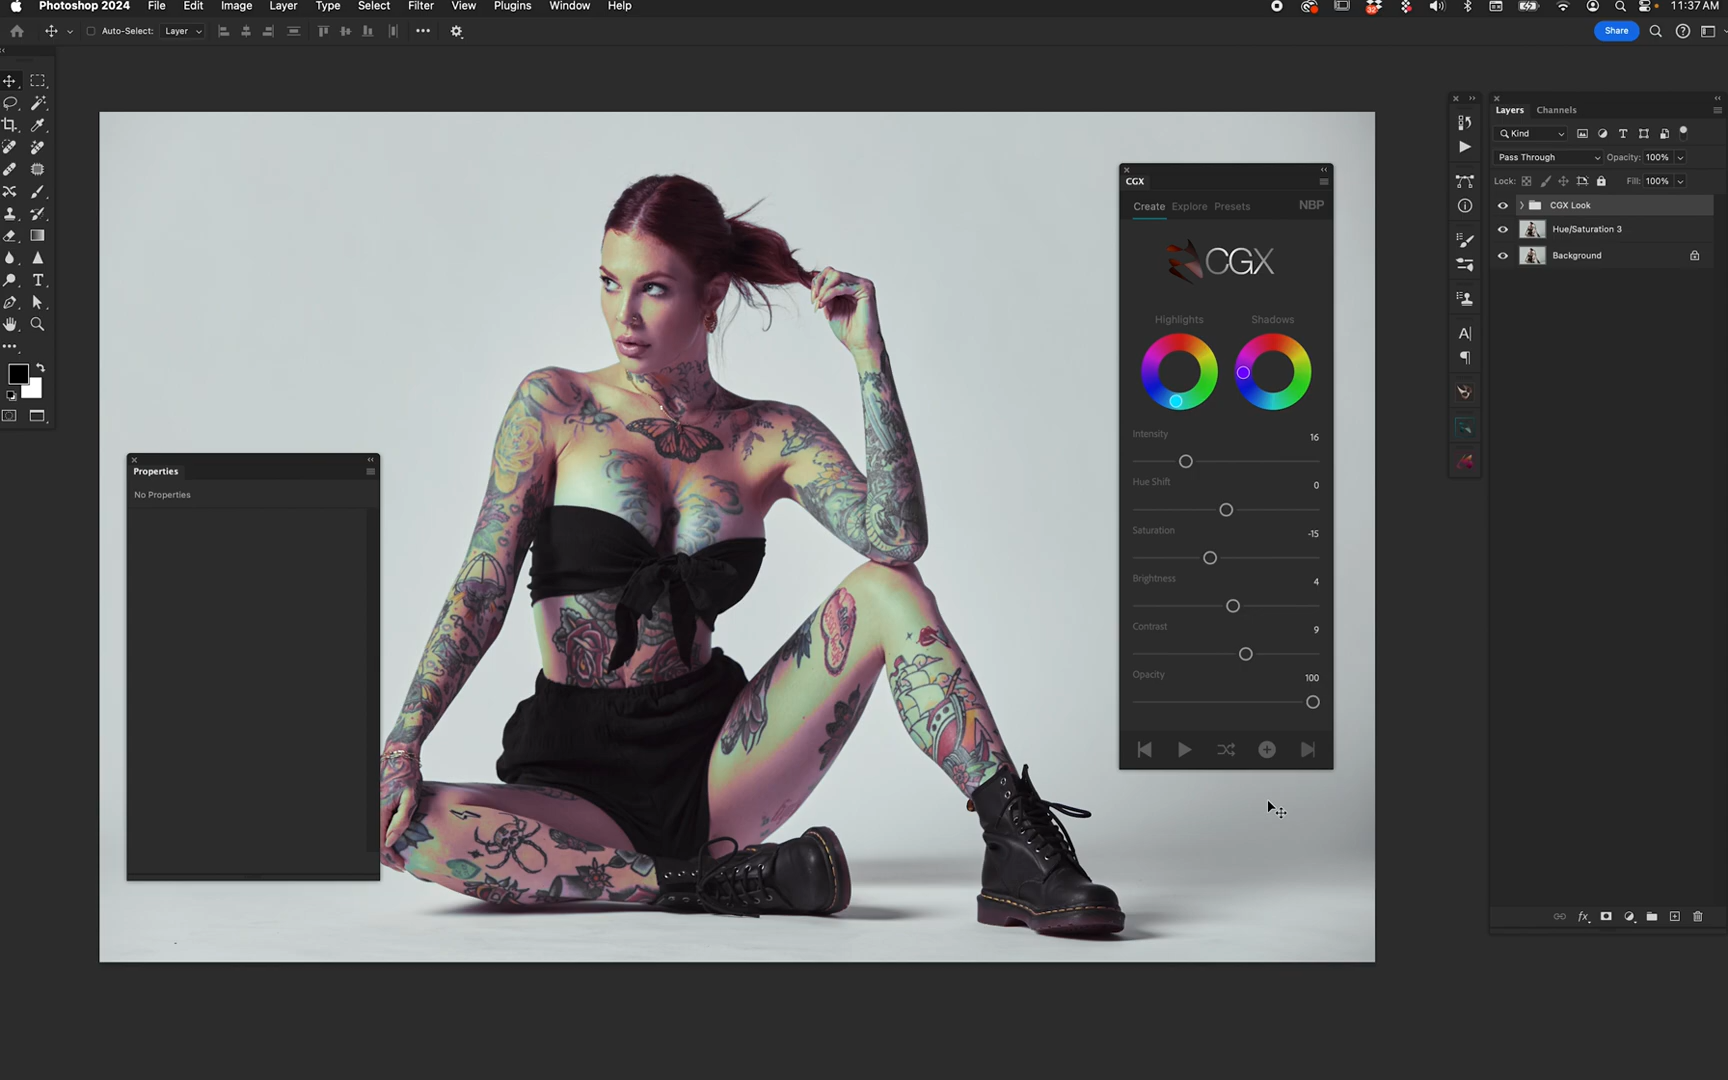 Photoshop 2024 File Edit Image Layer Type Select Filter View Plugins Window Help
32
11:37 AM
Auto-Select: Layer
Share
Properties
No Properties
CGX
Create Explore Presets NBP
CGX
Highlights Shadows
Intensity 16
Hue Shift 0
Saturation -15
Brightness 4
Contrast 9
Opacity 100
Layers Channels
Kind
Pass Through Opacity: 100%
Lock: Fill: 100%
CGX Look
Hue/Saturation 3
Background